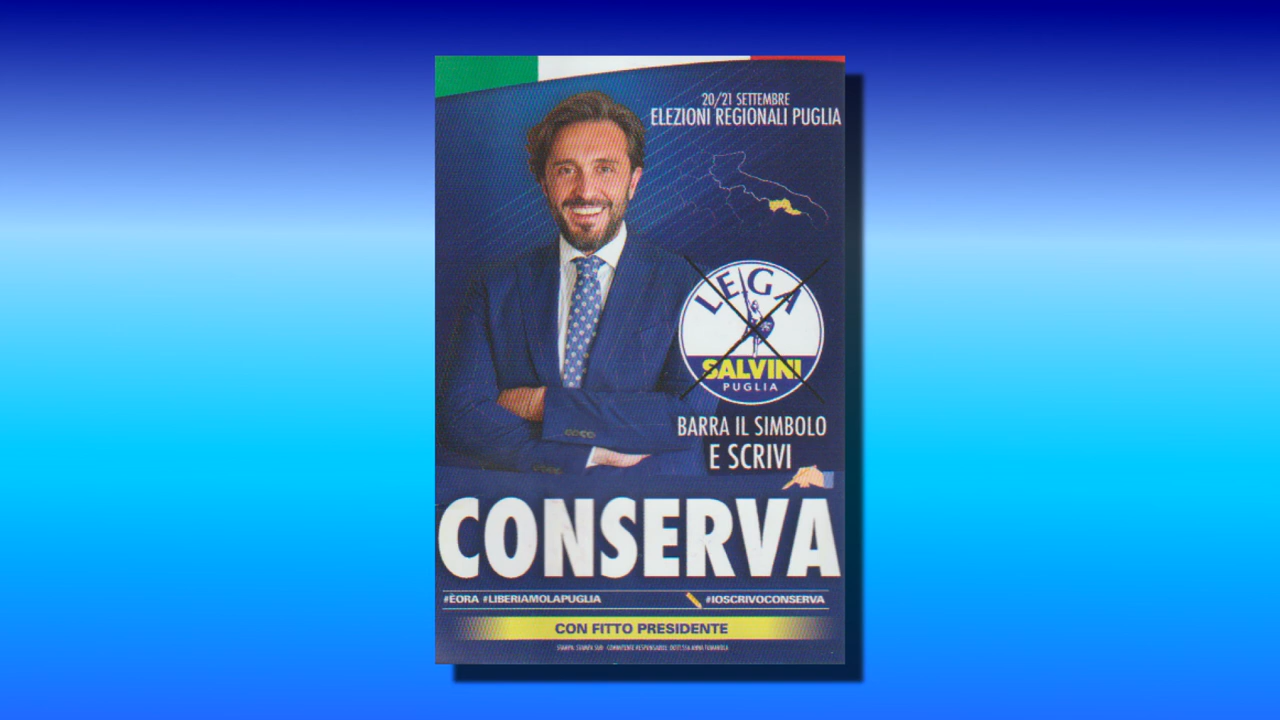 20/21 SETTEMBRE
ELEZIONI REGIONALI PUGLIA
LEGA
SALVINI
PUGLIA
BARRA IL SIMBOLO
E SCRIVI
CONSERVA
#ÈORA #LIBERIAMOLAPUGLIA
#IOSCRIVOCONSERVA
CON FITTO PRESIDENTE